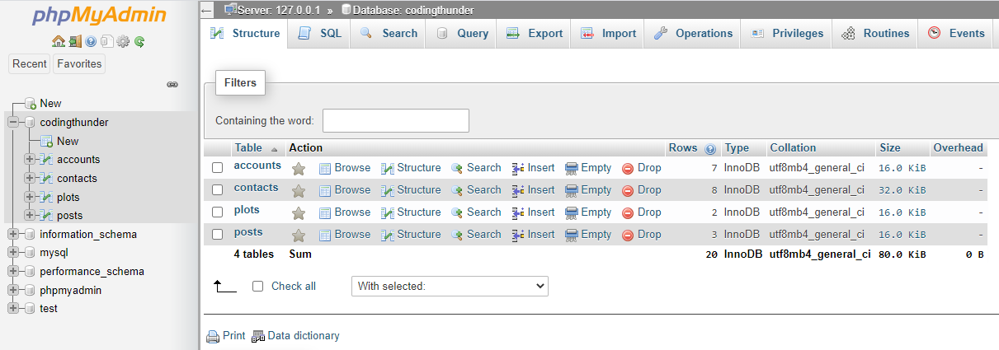 phpMyAdmin
Recent Favorites
New
codingthunder
New
accounts
contacts
plots
posts
information_schema
mysql
performance_schema
phpmyadmin
test
Server: 127.0.0.1 » Database: codingthunder
Structure SQL Search Query Export Import Operations Privileges Routines Events
Filters
Containing the word:
Table Action Rows Type Collation Size Overhead
accounts Browse Structure Search Insert Empty Drop 7 InnoDB utf8mb4_general_ci 16.0 KiB -
contacts Browse Structure Search Insert Empty Drop 8 InnoDB utf8mb4_general_ci 32.0 KiB -
plots Browse Structure Search Insert Empty Drop 2 InnoDB utf8mb4_general_ci 16.0 KiB -
posts Browse Structure Search Insert Empty Drop 3 InnoDB utf8mb4_general_ci 16.0 KiB -
4 tables Sum 20 InnoDB utf8mb4_general_ci 80.0 KiB 0 B
Check all With selected:
Print Data dictionary